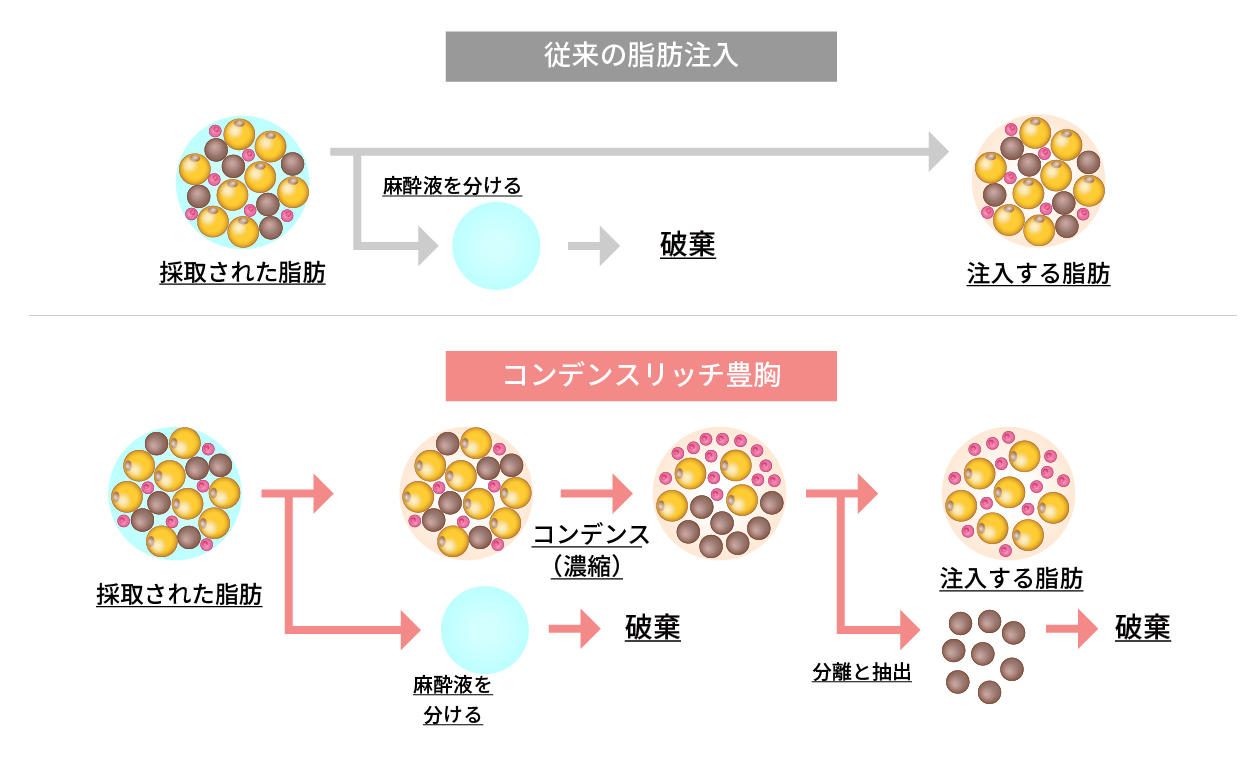 従来の脂肪注入
麻酔液を分ける
破棄
採取された脂肪
注入する脂肪
コンデンスリッチ豊胸
コンデンス
（濃縮）
採取された脂肪
注入する脂肪
破棄
破棄
分離と抽出
麻酔液を
分ける